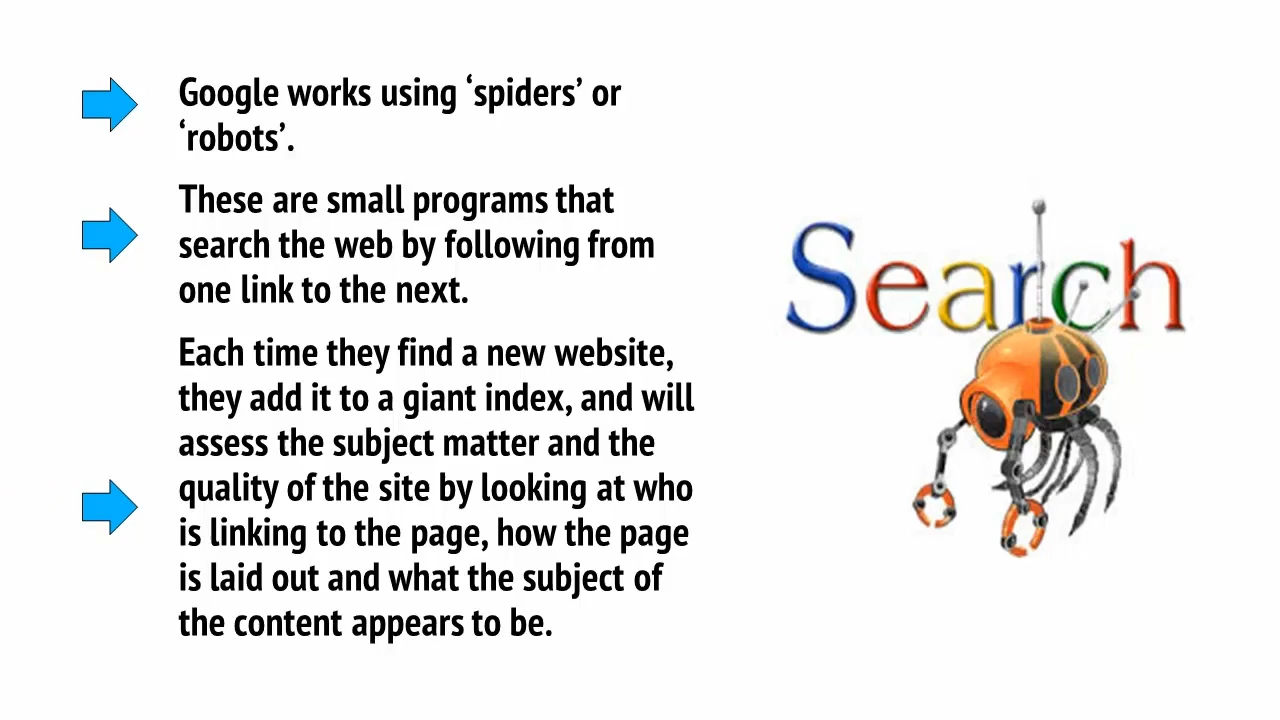 Google works using ‘spiders’ or
‘robots’.
These are small programs that
search the web by following from
one link to the next.
Each time they find a new website,
they add it to a giant index, and will
assess the subject matter and the
quality of the site by looking at who
is linking to the page, how the page
is laid out and what the subject of
the content appears to be.
Search